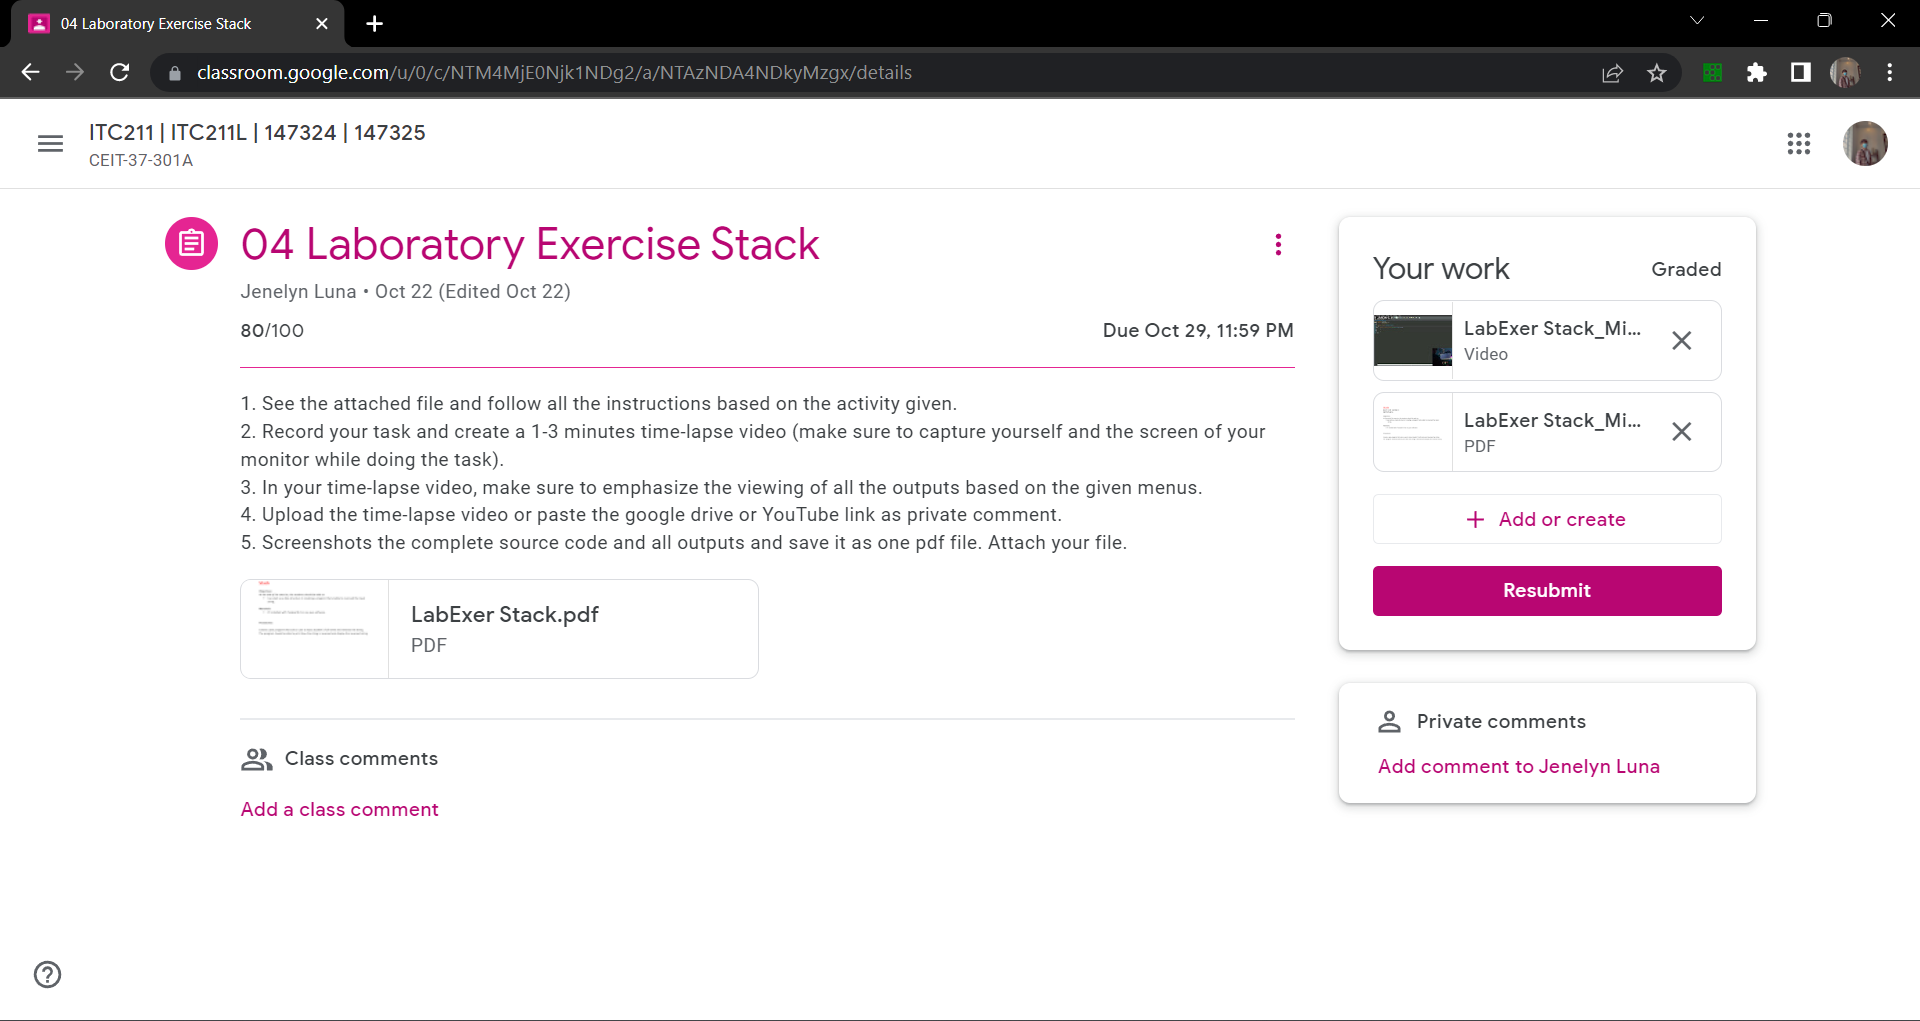 04 Laboratory Exercise Stack
classroom.google.com/u/0/c/NTM4MjE0Njk1NDg2/a/NTAzNDA4NDkyMzgx/details
ITC211 | ITC211L | 147324 | 147325
CEIT-37-301A
04 Laboratory Exercise Stack
Jenelyn Luna • Oct 22 (Edited Oct 22)
80/100
Due Oct 29, 11:59 PM
1. See the attached file and follow all the instructions based on the activity given.
2. Record your task and create a 1-3 minutes time-lapse video (make sure to capture yourself and the screen of your
monitor while doing the task).
3. In your time-lapse video, make sure to emphasize the viewing of all the outputs based on the given menus.
4. Upload the time-lapse video or paste the google drive or YouTube link as private comment.
5. Screenshots the complete source code and all outputs and save it as one pdf file. Attach your file.
LabExer Stack.pdf
PDF
Class comments
Add a class comment
Your work
Graded
LabExer Stack_Mi...
Video
LabExer Stack_Mi...
PDF
Add or create
Resubmit
Private comments
Add comment to Jenelyn Luna